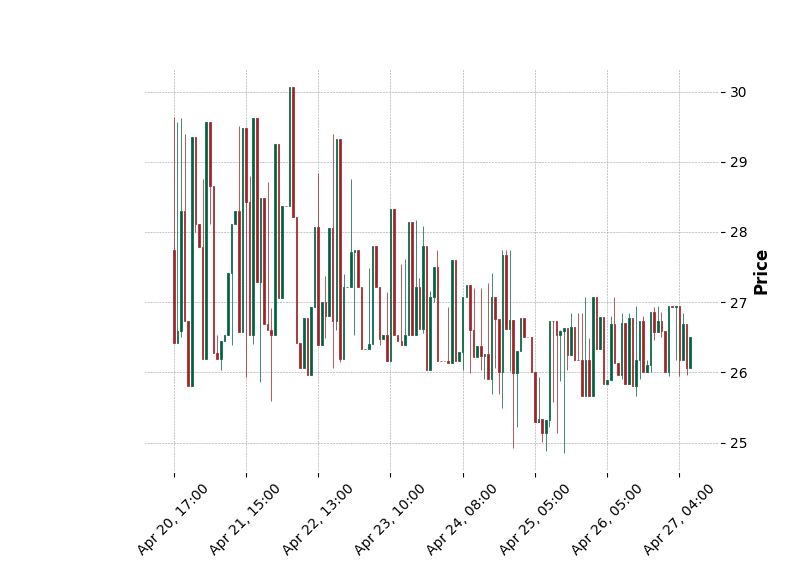 30
29
28
27
26
25
Price
Apr 20, 17:00
Apr 21, 15:00
Apr 22, 13:00
Apr 23, 10:00
Apr 24, 08:00
Apr 25, 05:00
Apr 26, 05:00
Apr 27, 04:00